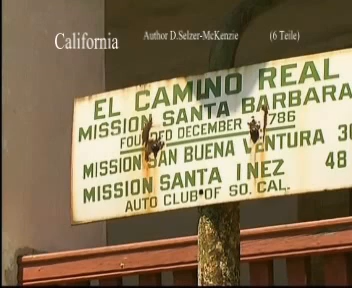 California Author D.Selzer-McKenzie (6 Teile)
EL CAMINO REAL
MISSION SANTA BARBARA
FOUNDED DECEMBER 1786
MISSION SAN BUENA VENTURA 30
MISSION SANTA INEZ 48
AUTO CLUB OF SO. CAL.